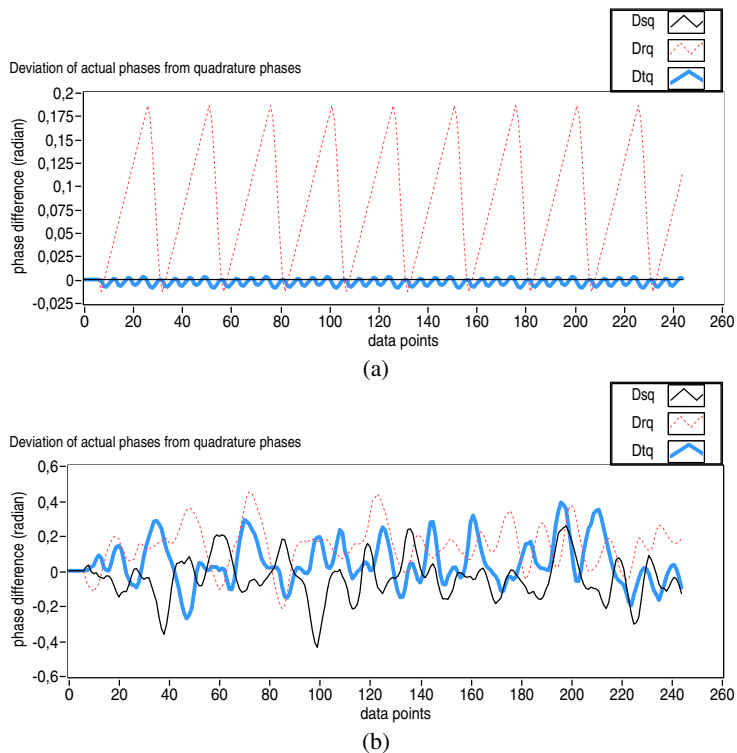 Dsq
Drq
Dtq
Deviation of actual phases from quadrature phases
phase difference (radian)
0,2
0,175
0,15
0,125
0,1
0,075
0,05
0,025
0
-0,025
0 20 40 60 80 100 120 140 160 180 200 220 240 260
data points
(a)
Dsq
Drq
Dtq
Deviation of actual phases from quadrature phases
phase difference (radian)
0,6
0,4
0,2
0
-0,2
-0,4
-0,6
0 20 40 60 80 100 120 140 160 180 200 220 240 260
data points
(b)